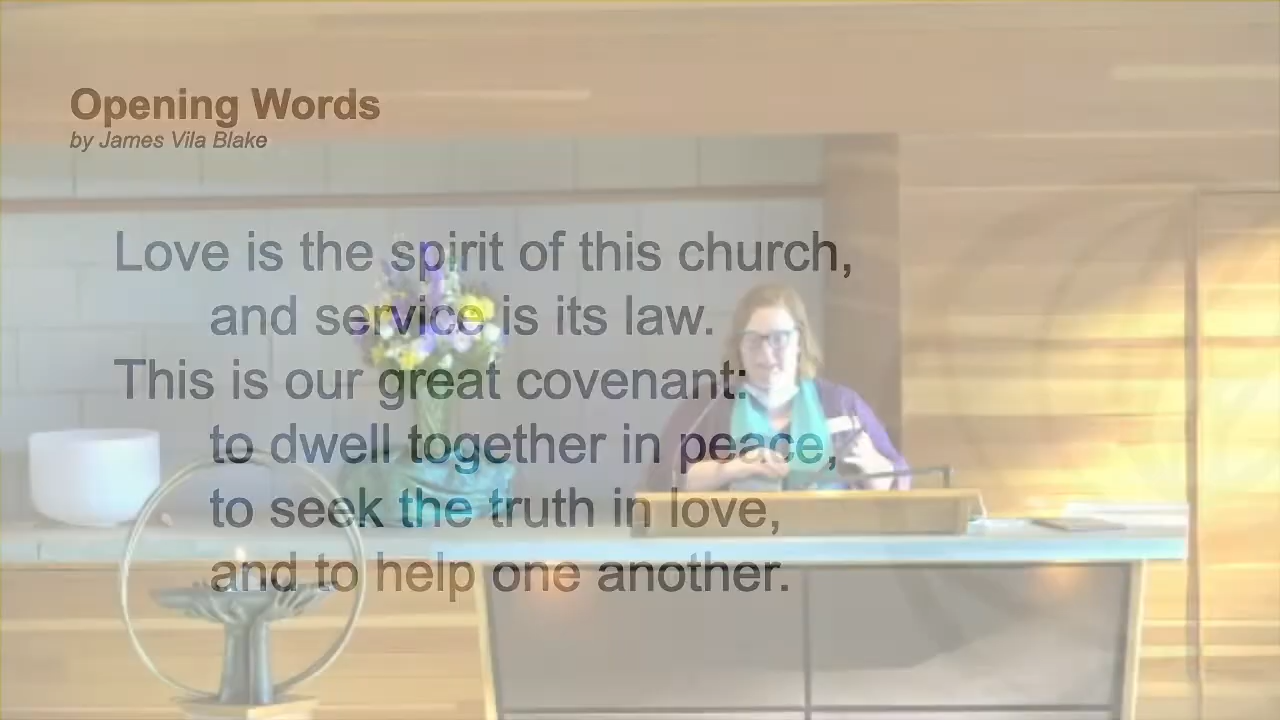 Opening Words
by James Vila Blake
Love is the spirit of this church,
and service is its law.
This is our great covenant:
to dwell together in peace,
to seek the truth in love,
and to help one another.